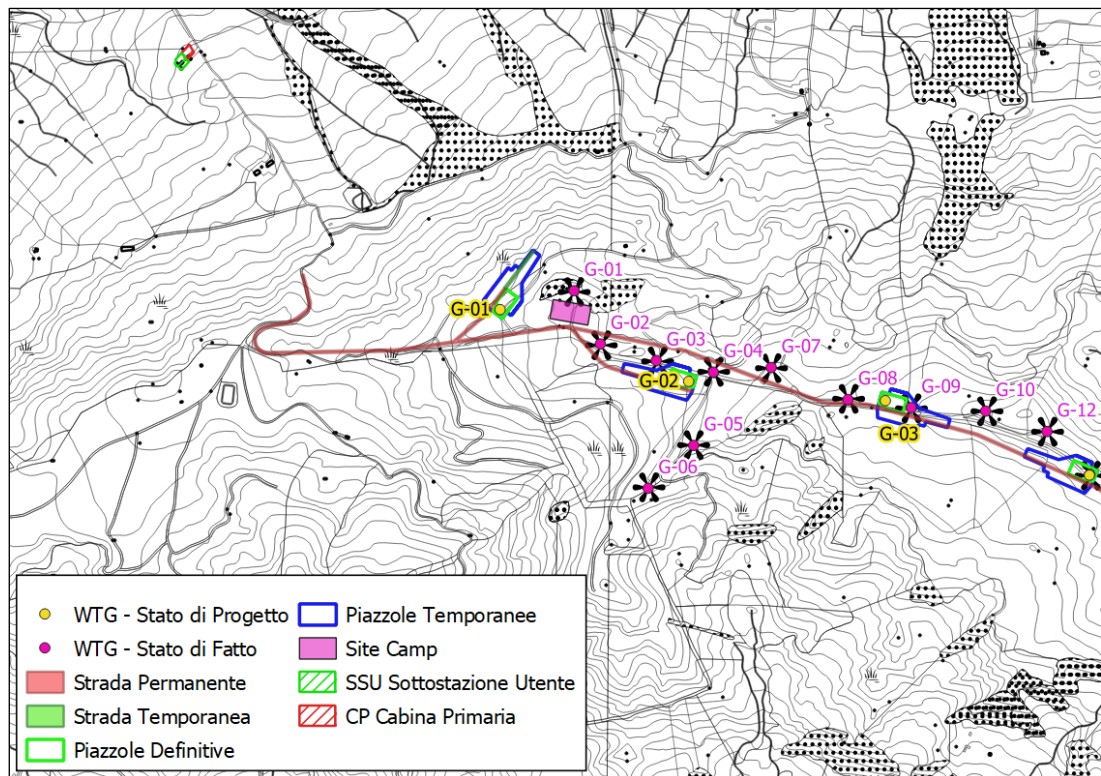 G-01
G-01
G-02
G-03
G-04
G-07
G-02
G-08
G-09
G-10
G-12
G-03
G-05
G-06
WTG - Stato di Progetto
WTG - Stato di Fatto
Strada Permanente
Strada Temporanea
Piazzole Definitive
Piazzole Temporanee
Site Camp
SSU Sottostazione Utente
CP Cabina Primaria